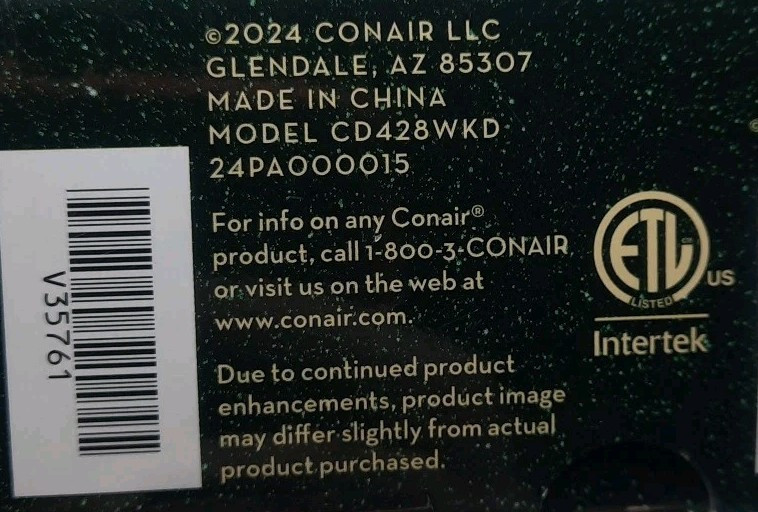 ©2024 CONAIR LLC
GLENDALE, AZ 85307
MADE IN CHINA
MODEL CD428WKD
24PA000015
For info on any Conair®
product, call 1-800-3-CONAIR
or visit us on the web at
www.conair.com.
Due to continued product
enhancements, product image
may differ slightly from actual
product purchased.
V35761
ETL
LISTED
US
Intertek